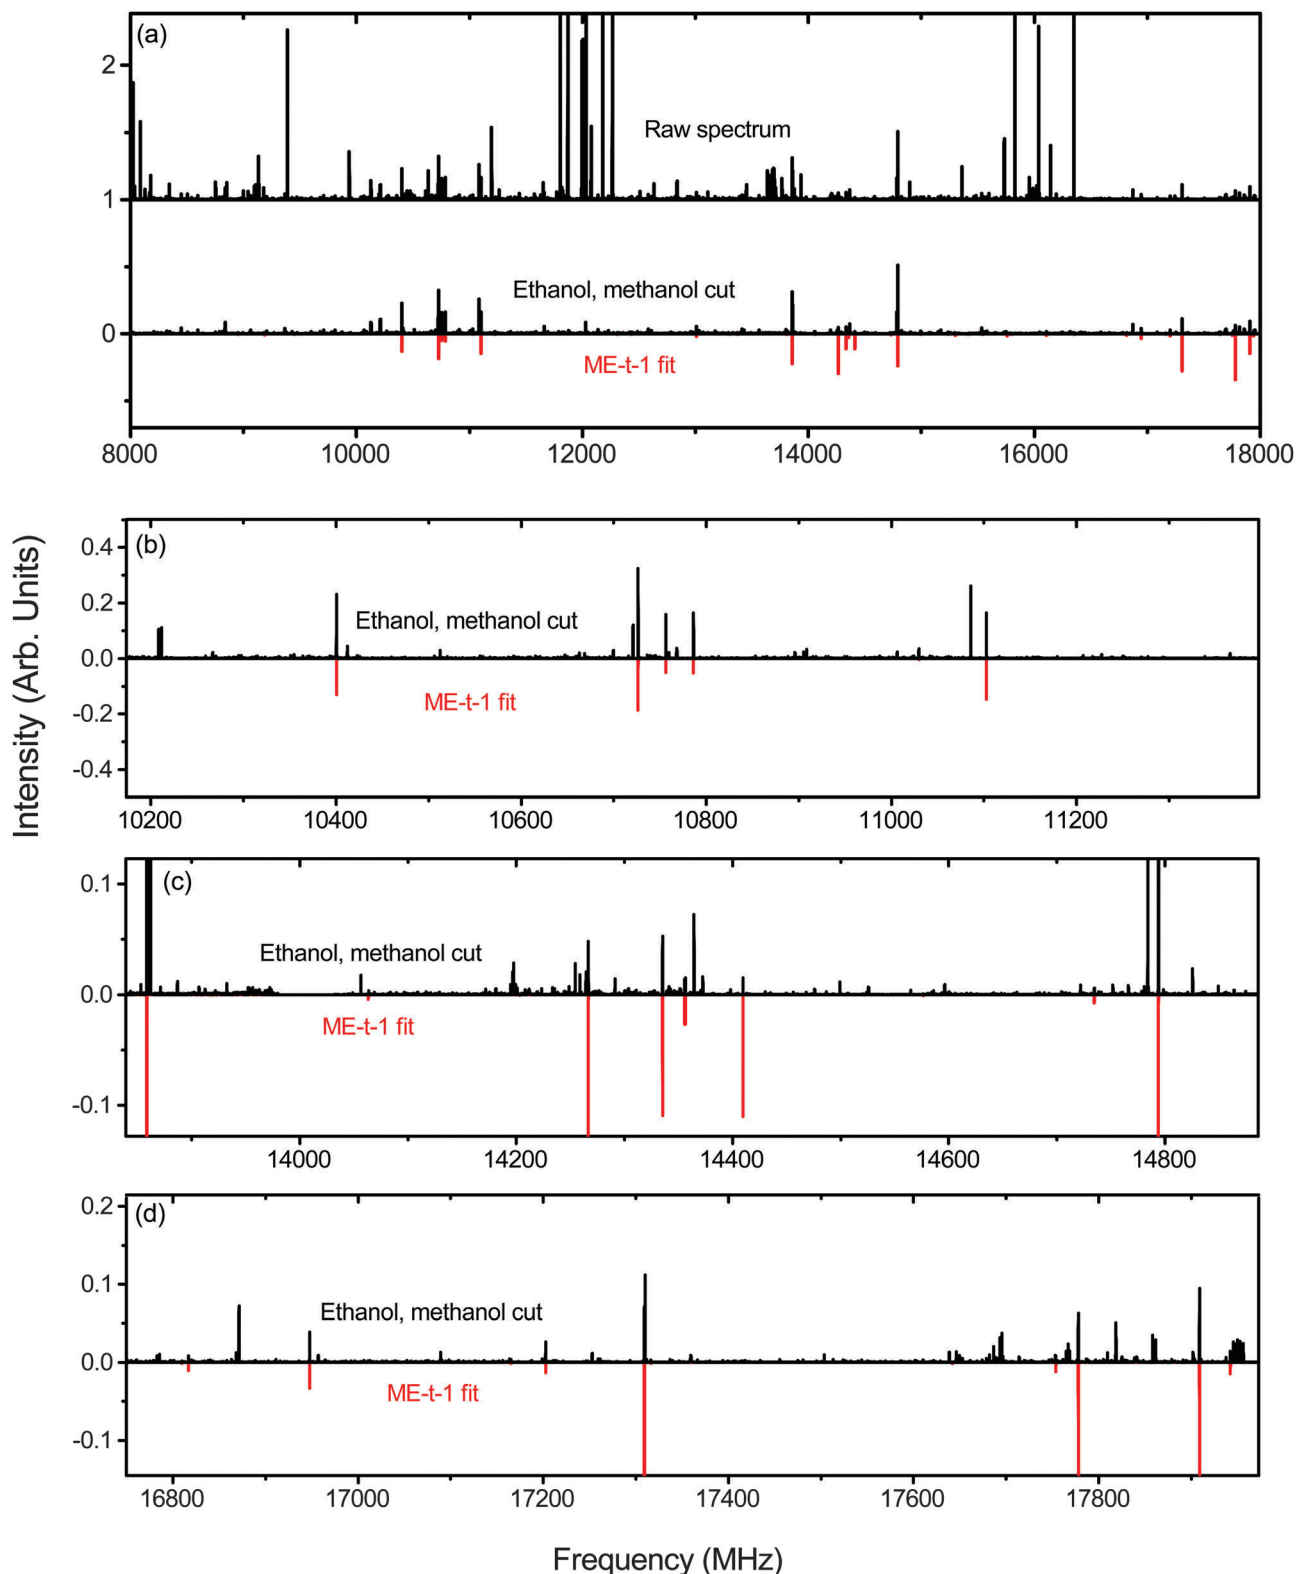 (a)
2
Raw spectrum
1
Ethanol, methanol cut
0
ME-t-1 fit
8000 10000 12000 14000 16000 18000
Intensity (Arb. Units)
(b)
0.4
0.2
Ethanol, methanol cut
0.0
ME-t-1 fit
-0.2
-0.4
10200 10400 10600 10800 11000 11200
(c)
0.1
Ethanol, methanol cut
0.0
ME-t-1 fit
-0.1
14000 14200 14400 14600 14800
(d)
0.2
0.1
Ethanol, methanol cut
0.0
ME-t-1 fit
-0.1
16800 17000 17200 17400 17600 17800
Frequency (MHz)